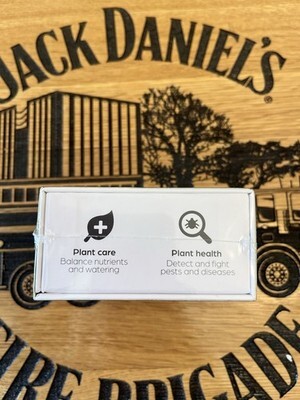 JACK DANIEL'S
®
Plant care
Balance nutrients
and watering
Plant health
Detect and fight
pests and diseases
FIRE BRIGADE